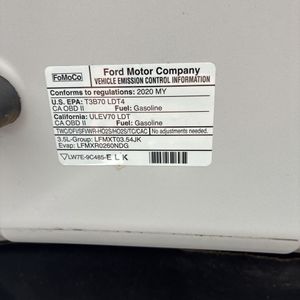 FoMoCo
Ford Motor Company
VEHICLE EMISSION CONTROL INFORMATION
Conforms to regulations: 2020 MY
U.S. EPA: T3B70 LDT4
CA OBD II Fuel: Gasoline
California: ULEV70 LDT
CA OBD II Fuel: Gasoline
TWC/DFI/SFI/WR-HO2S/HO2S/TC/CAC No adjustments needed.
3.5L-Group: LFMXT03.54JK
Evap: LFMXR0260NDG
LW7E-9C485-E L K